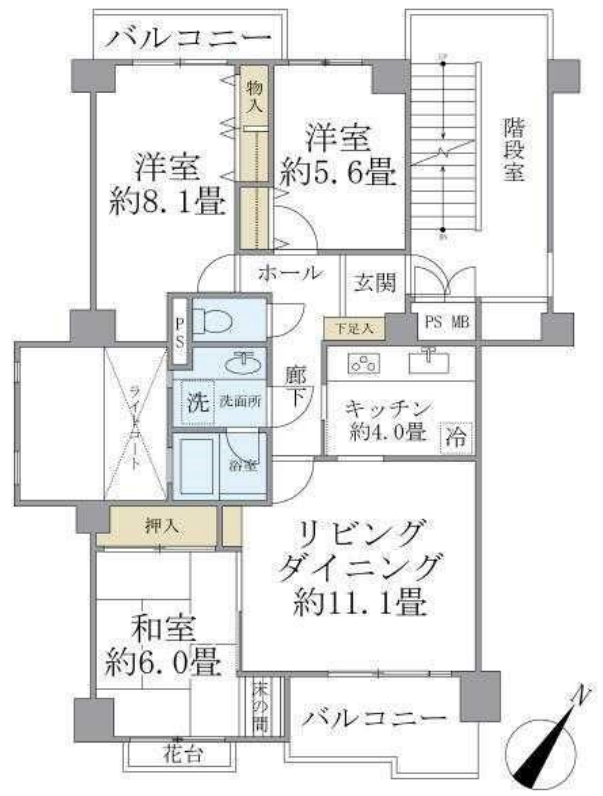 バルコニー
物入
洋室
約8.1畳
洋室
約5.6畳
階段室
UP
DN
ホール
玄関
PS
下足入
PS MB
廊下
洗
洗面所
キッチン
約4.0畳
冷
ライトコート
浴室
押入
リビング
ダイニング
約11.1畳
和室
約6.0畳
床の間
バルコニー
花台
N